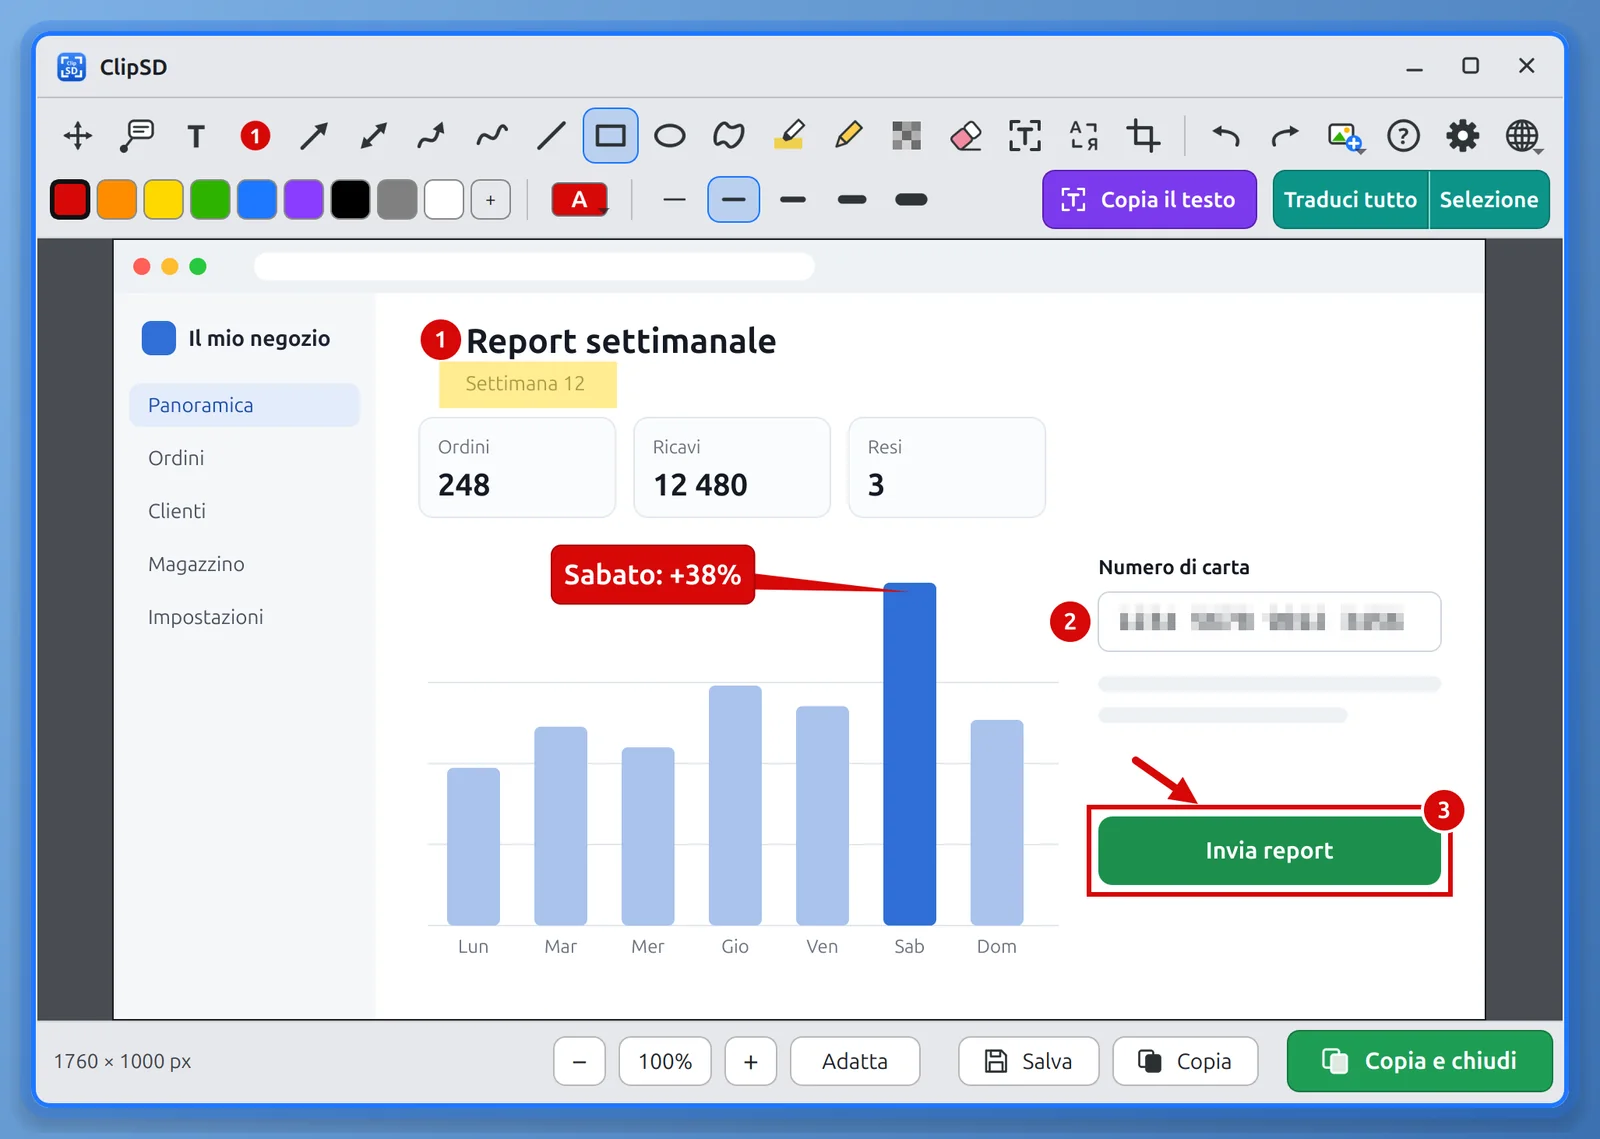 ClipSD
T
1
A
Copia il testo
Traduci tutto
Selezione
Il mio negozio
Panoramica
Ordini
Clienti
Magazzino
Impostazioni
1
Report settimanale
Settimana 12
Ordini
248
Ricavi
12 480
Resi
3
Sabato: +38%
Lun
Mar
Mer
Gio
Ven
Sab
Dom
Numero di carta
2
3
Invia report
1760 × 1000 px
−
100%
+
Adatta
Salva
Copia
Copia e chiudi